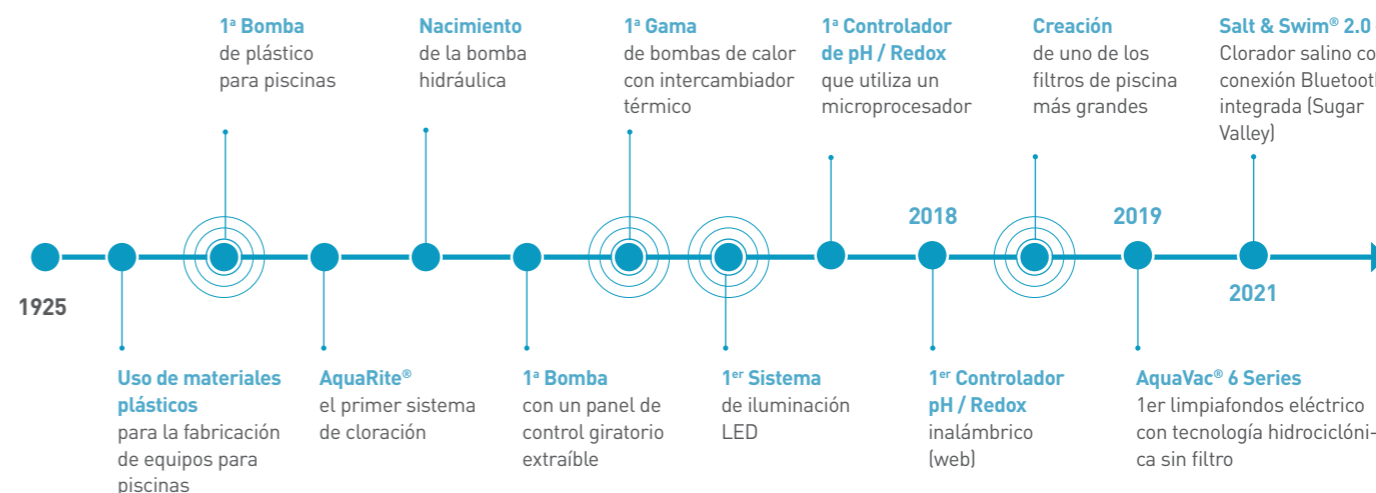 1ª Bomba
de plástico
para piscinas
Nacimiento
de la bomba
hidráulica
1ª Gama
de bombas de calor
con intercambiador
térmico
1ª Controlador
de pH / Redox
que utiliza un
microprocesador
Creación
de uno de los
filtros de piscina
más grandes
Salt & Swim® 2.0
Clorador salino co
conexión Bluetooth
integrada (Sugar
Valley)
2018
2019
1925
2021
Uso de materiales
plásticos
para la fabricación
de equipos para
piscinas
AquaRite®
el primer sistema
de cloración
1ª Bomba
con un panel de
control giratorio
extraíble
1er Sistema
de iluminación
LED
1er Controlador
pH / Redox
inalámbrico
(web)
AquaVac® 6 Series
1er limpiafondos eléctrico
con tecnología hidrociclóni-
ca sin filtro